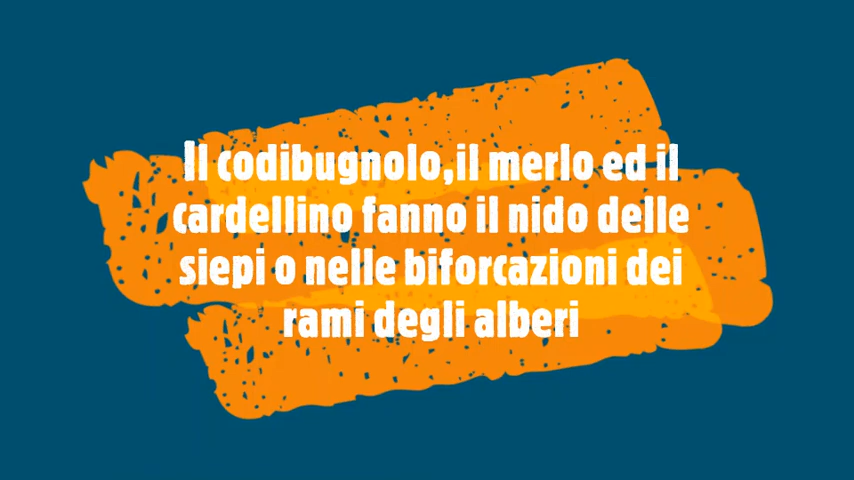 Il codibugnolo,il merlo ed il
cardellino fanno il nido delle
siepi o nelle biforcazioni dei
rami degli alberi